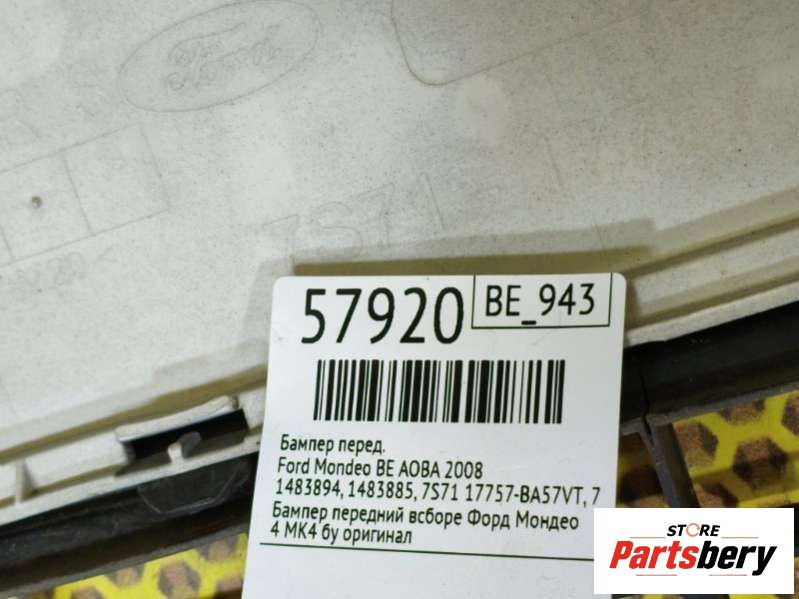 Ford
7S71
57920
BE_943
Бампер перед.
Ford Mondeo BE AOBA 2008
1483894, 1483885, 7S71 17757-BA57VT, 7
Бампер передний всборе Форд Мондео
4 МК4 бу оригинал
STORE
Partsbery